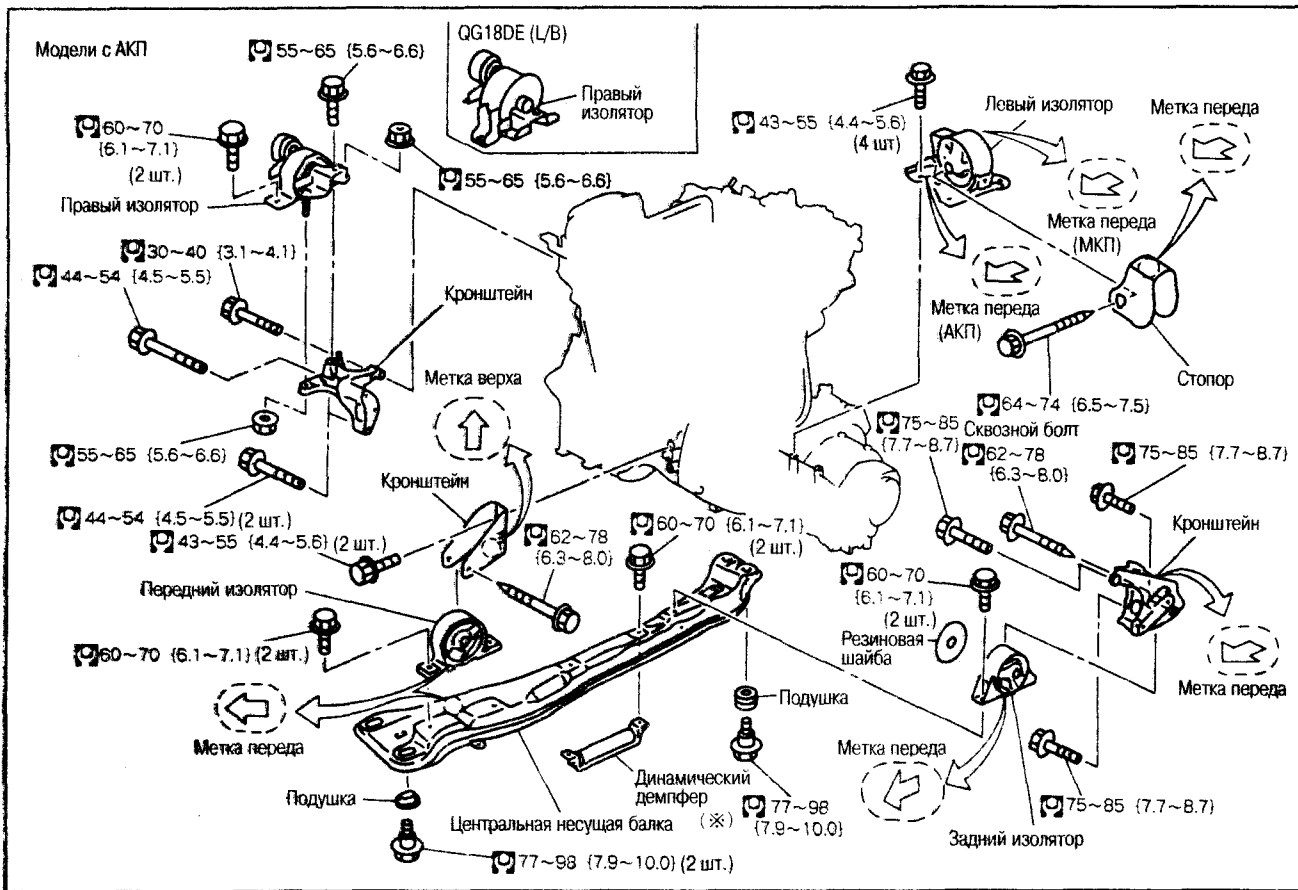 Модели с АКП
55~65 {5.6~6.6}
QG18DE (L/B)
Правый
изолятор
60~70
{6.1~7.1}
(2 шт.)
55~65 {5.6~6.6}
Правый изолятор
43~55 {4.4~5.6}
(4 шт)
Левый изолятор
Метка переда
Метка переда
(МКП)
Метка переда
(АКП)
Стопор
64~74 {6.5~7.5}
Сквозной болт
30~40 {3.1~4.1}
44~54 {4.5~5.5}
Кронштейн
Метка верха
55~65 {5.6~6.6}
Кронштейн
44~54 {4.5~5.5} (2 шт.)
43~55 {4.4~5.6} (2 шт.)
62~78
{6.3~8.0}
60~70 {6.1~7.1}
(2 шт.)
75~85
{7.7~8.7}
62~78
{6.3~8.0}
75~85 {7.7~8.7}
Кронштейн
Передний изолятор
60~70 {6.1~7.1} (2 шт.)
60~70
{6.1~7.1}
(2 шт.)
Резиновая
шайба
Метка переда
Метка переда
Подушка
Метка переда
Динамический
демпфер
(※)
77~98
{7.9~10.0}
75~85 {7.7~8.7}
Задний изолятор
Подушка
Центральная несущая балка
77~98 {7.9~10.0} (2 шт.)